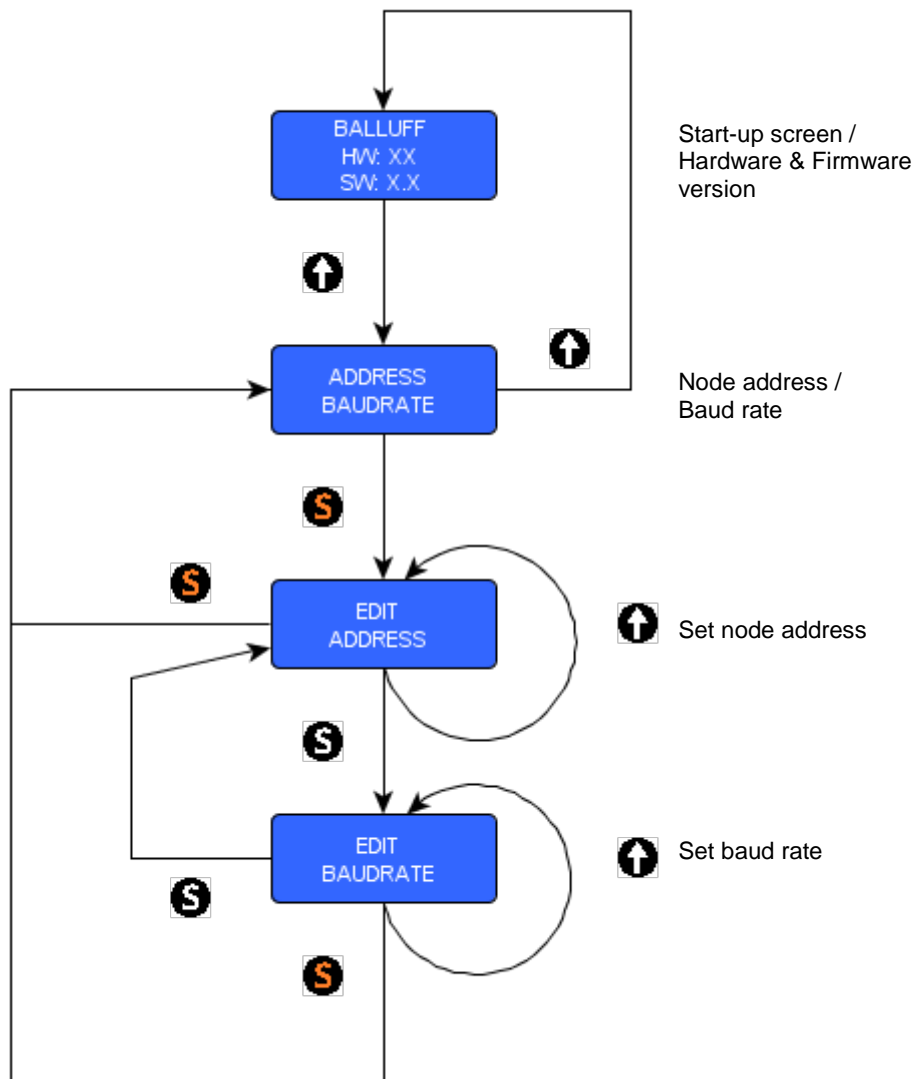 BALLUFF
HW: XX
SW: X.X
Start-up screen /
Hardware & Firmware
version
ADDRESS
BAUDRATE
Node address /
Baud rate
S
S
EDIT
ADDRESS
Set node address
S
EDIT
BAUDRATE
Set baud rate
S
S